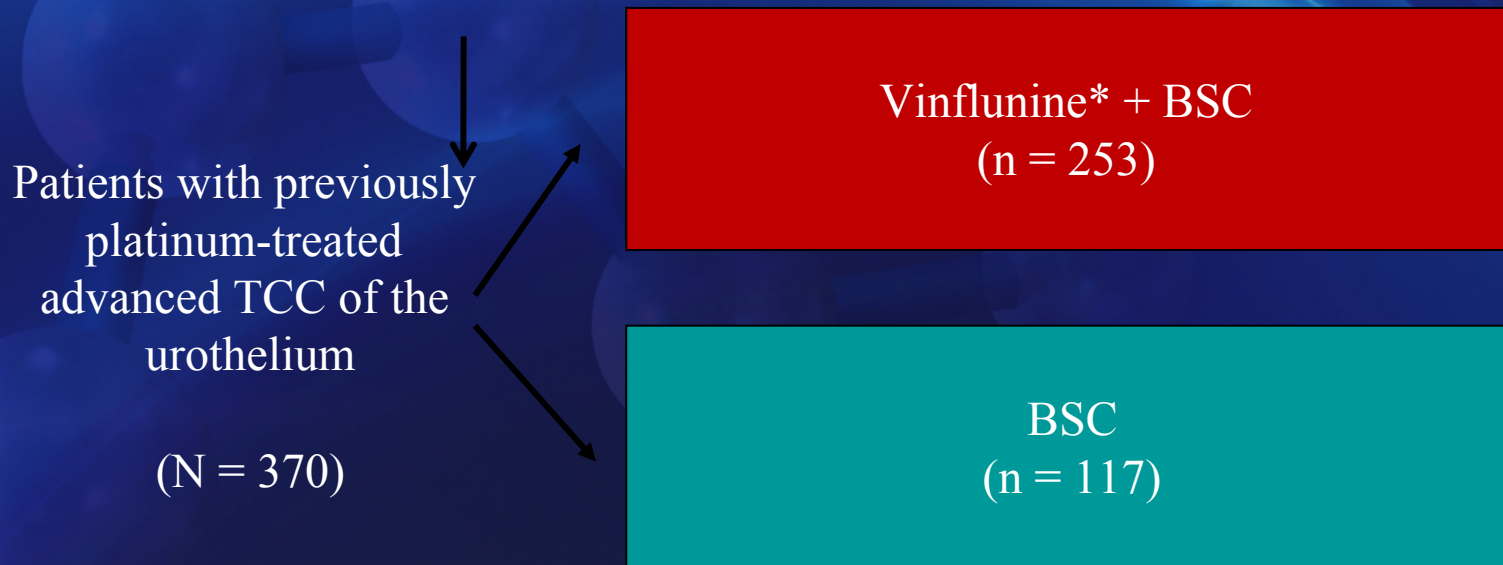 Patients with previously
platinum-treated
advanced TCC of the
urothelium
(N = 370)
Vinflunine* + BSC
(n = 253)
BSC
(n = 117)